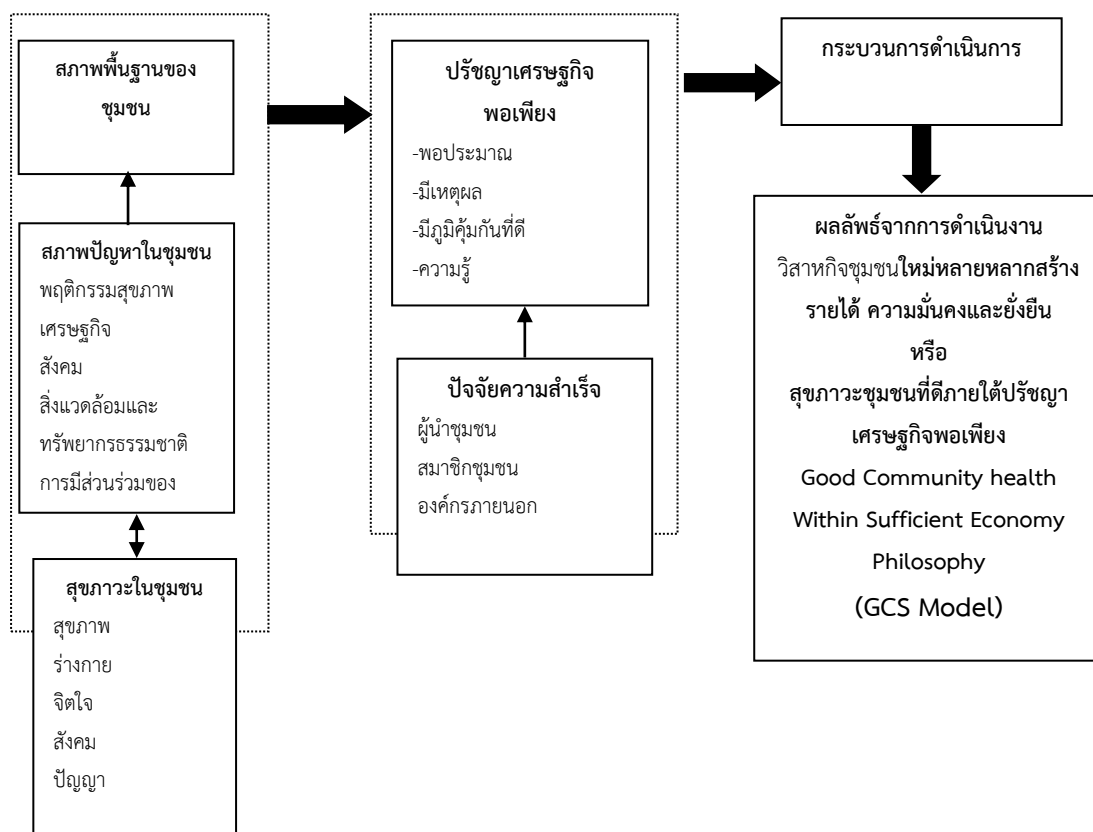 สภาพพื้นฐานของ
ชุมชน
สภาพปัญหาในชุมชน
พฤติกรรมสุขภาพ
เศรษฐกิจ
สังคม
สิ่งแวดล้อมและ
ทรัพยากรธรรมชาติ
การมีส่วนร่วมของ
สุขภาวะในชุมชน
สุขภาพ
ร่างกาย
จิตใจ
สังคม
ปัญญา
ปรัชญาเศรษฐกิจ
พอเพียง
-พอประมาณ
-มีเหตุผล
-มีภูมิคุ้มกันที่ดี
-ความรู้
ปัจจัยความสำเร็จ
ผู้นำชุมชน
สมาชิกชุมชน
องค์กรภายนอก
กระบวนการดำเนินการ
ผลลัพธ์จากการดำเนินงาน
วิสาหกิจชุมชนใหม่หลายหลากสร้าง
รายได้ ความมั่นคงและยั่งยืน
หรือ
สุขภาวะชุมชนที่ดีภายใต้ปรัชญา
เศรษฐกิจพอเพียง
Good Community health
Within Sufficient Economy
Philosophy
(GCS Model)